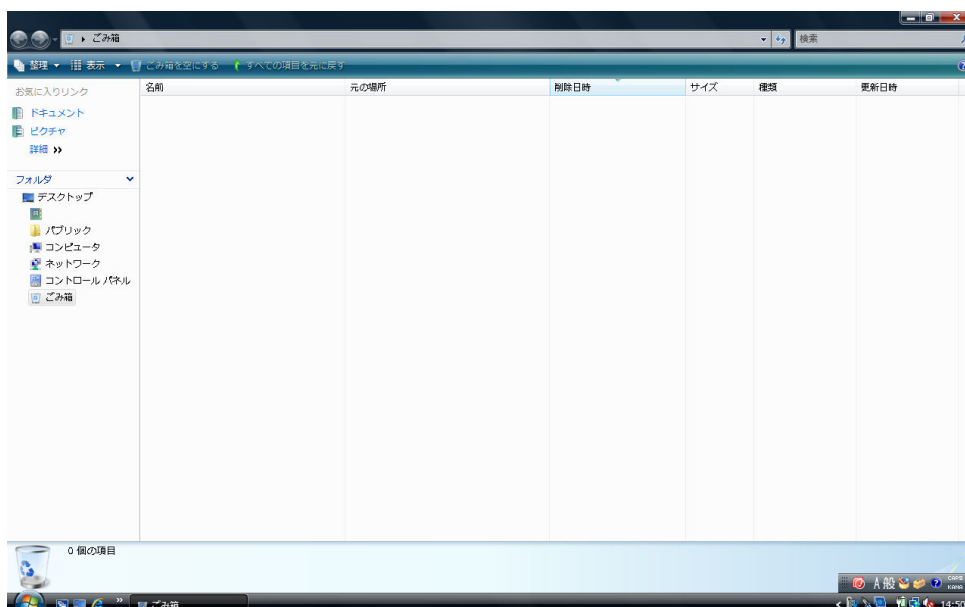 ごみ箱
検索
整理 表示 ごみ箱を空にする すべての項目を元に戻す
お気に入りリンク
ドキュメント
ピクチャ
詳細 »
フォルダ
デスクトップ
パブリック
コンピュータ
ネットワーク
コントロール パネル
ごみ箱
名前 元の場所 削除日時 サイズ 種類 更新日時
0 個の項目
A 般 CAPS
KANA
» ごみ箱 14:50